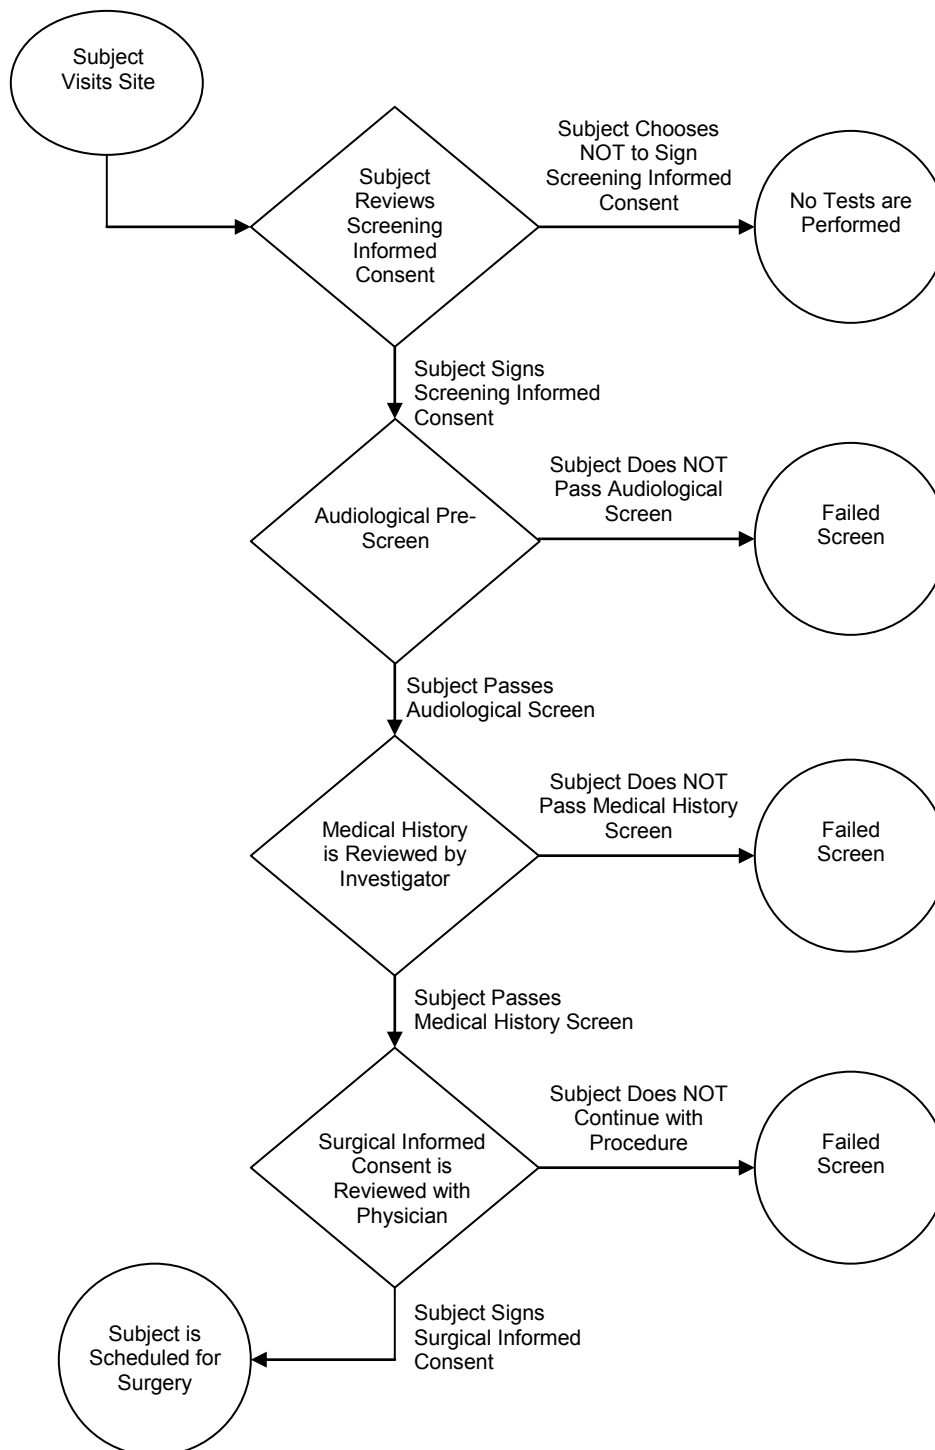 Subject
Visits Site
Subject
Reviews
Screening
Informed
Consent
Subject Chooses
NOT to Sign
Screening Informed
Consent
No Tests are
Performed
Subject Signs
Screening Informed
Consent
Audiological Pre-
Screen
Subject Does NOT
Pass Audiological
Screen
Failed
Screen
Subject Passes
Audiological Screen
Medical History
is Reviewed by
Investigator
Subject Does NOT
Pass Medical History
Screen
Failed
Screen
Subject Passes
Medical History Screen
Surgical Informed
Consent is
Reviewed with
Physician
Subject Does NOT
Continue with
Procedure
Failed
Screen
Subject Signs
Surgical Informed
Consent
Subject is
Scheduled for
Surgery